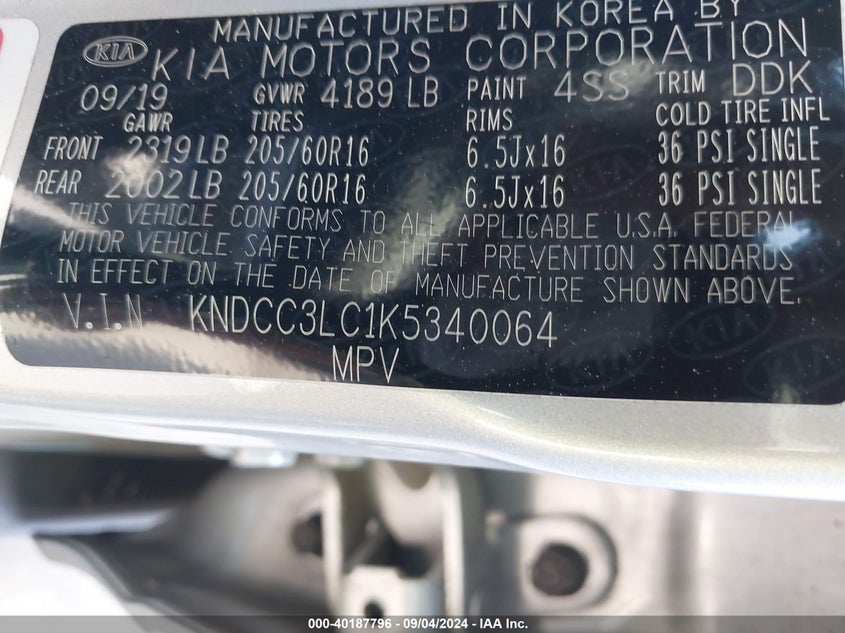 MANUFACTURED IN KOREA BY
KIA KIA MOTORS CORPORATION
09/19 GVWR 4189 LB PAINT 4SS TRIM DDK
GAWR TIRES RIMS COLD TIRE INFL
FRONT 2319 LB 205/60R16 6.5Jx16 36 PSI SINGLE
REAR 2002 LB 205/60R16 6.5Jx16 36 PSI SINGLE
THIS VEHICLE CONFORMS TO ALL APPLICABLE U.S.A. FEDERAL
MOTOR VEHICLE SAFETY AND THEFT PREVENTION STANDARDS
IN EFFECT ON THE DATE OF MANUFACTURE SHOWN ABOVE.
V.I.N KNDCC3LC1K5340064
MPV
000-40187796 - 09/04/2024 - IAA Inc.